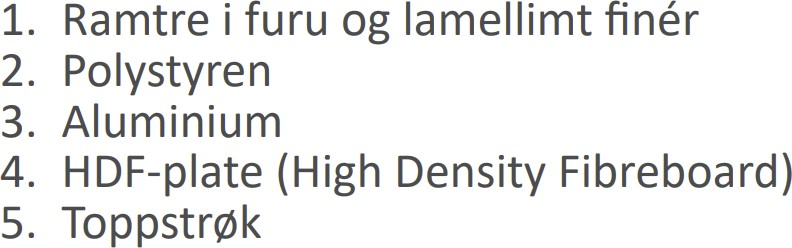 1. Ramtre i furu og lamellimt finér
2. Polystyren
3. Aluminium
4. HDF-plate (High Density Fibreboard)
5. Toppstrøk